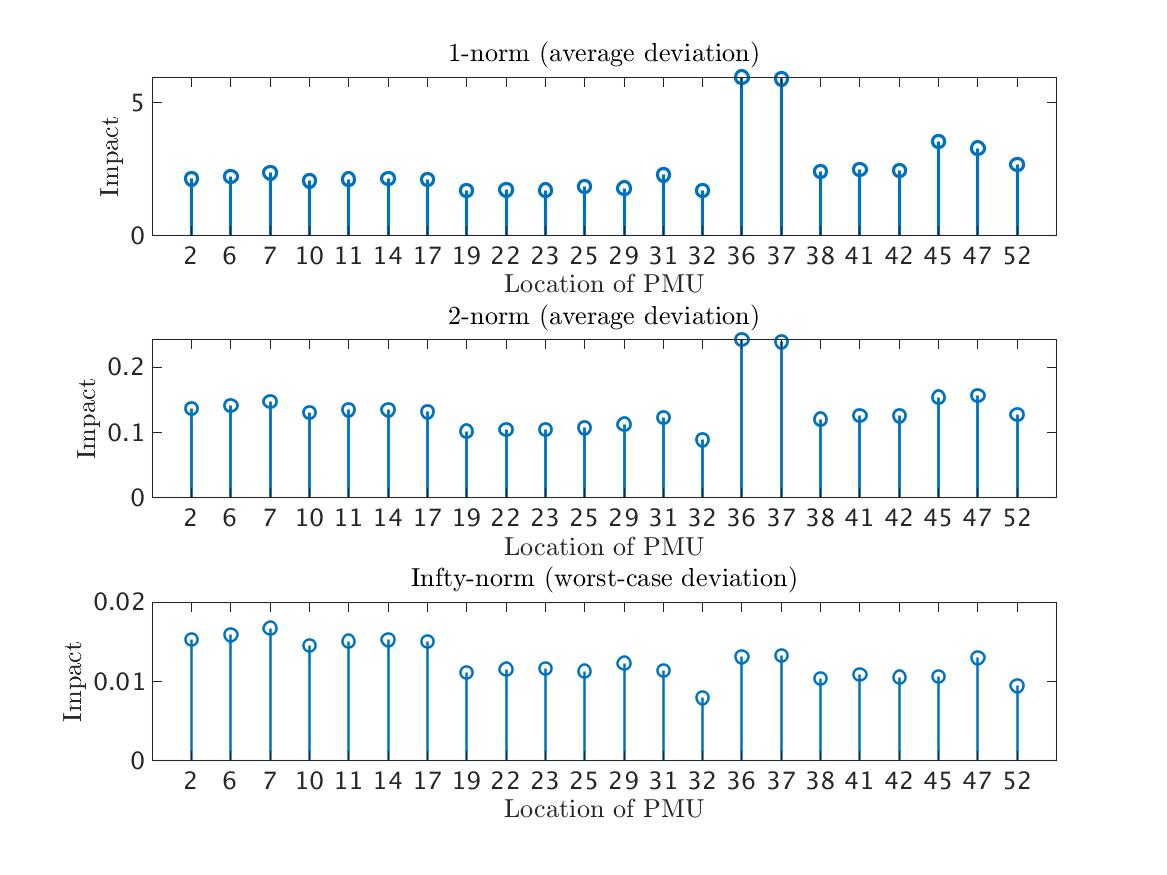 1-norm (average deviation)
5
0
Impact
2 6 7 10 11 14 17 19 22 23 25 29 31 32 36 37 38 41 42 45 47 52
Location of PMU
2-norm (average deviation)
0.2
0.1
0
Impact
2 6 7 10 11 14 17 19 22 23 25 29 31 32 36 37 38 41 42 45 47 52
Location of PMU
Infty-norm (worst-case deviation)
0.02
0.01
0
Impact
2 6 7 10 11 14 17 19 22 23 25 29 31 32 36 37 38 41 42 45 47 52
Location of PMU